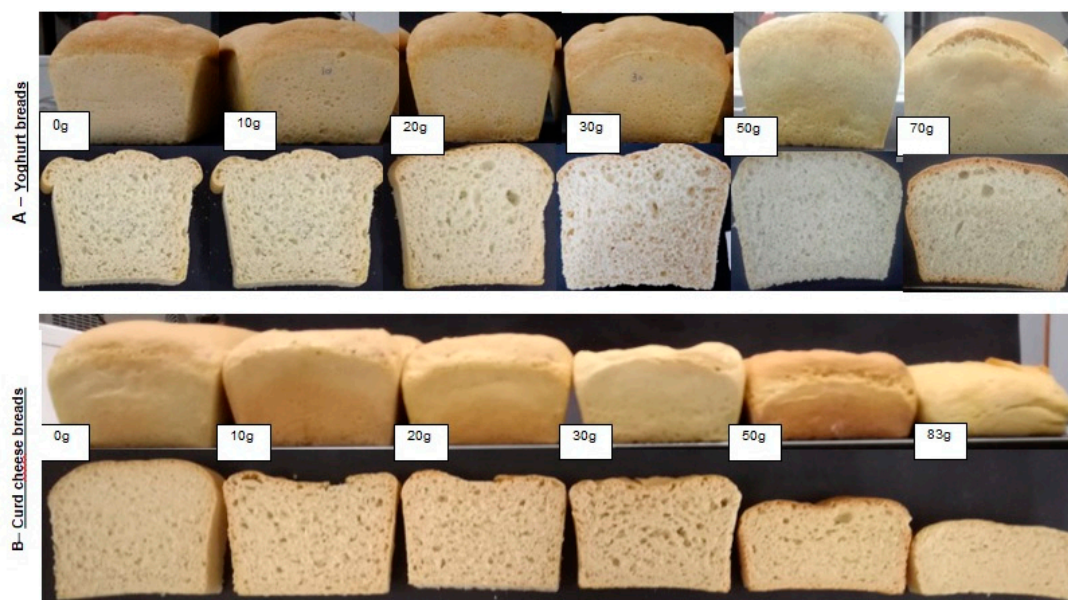 A – Yoghurt breads
0g
10g
20g
30g
50g
70g
B– Curd cheese breads
0g
10g
20g
30g
50g
83g